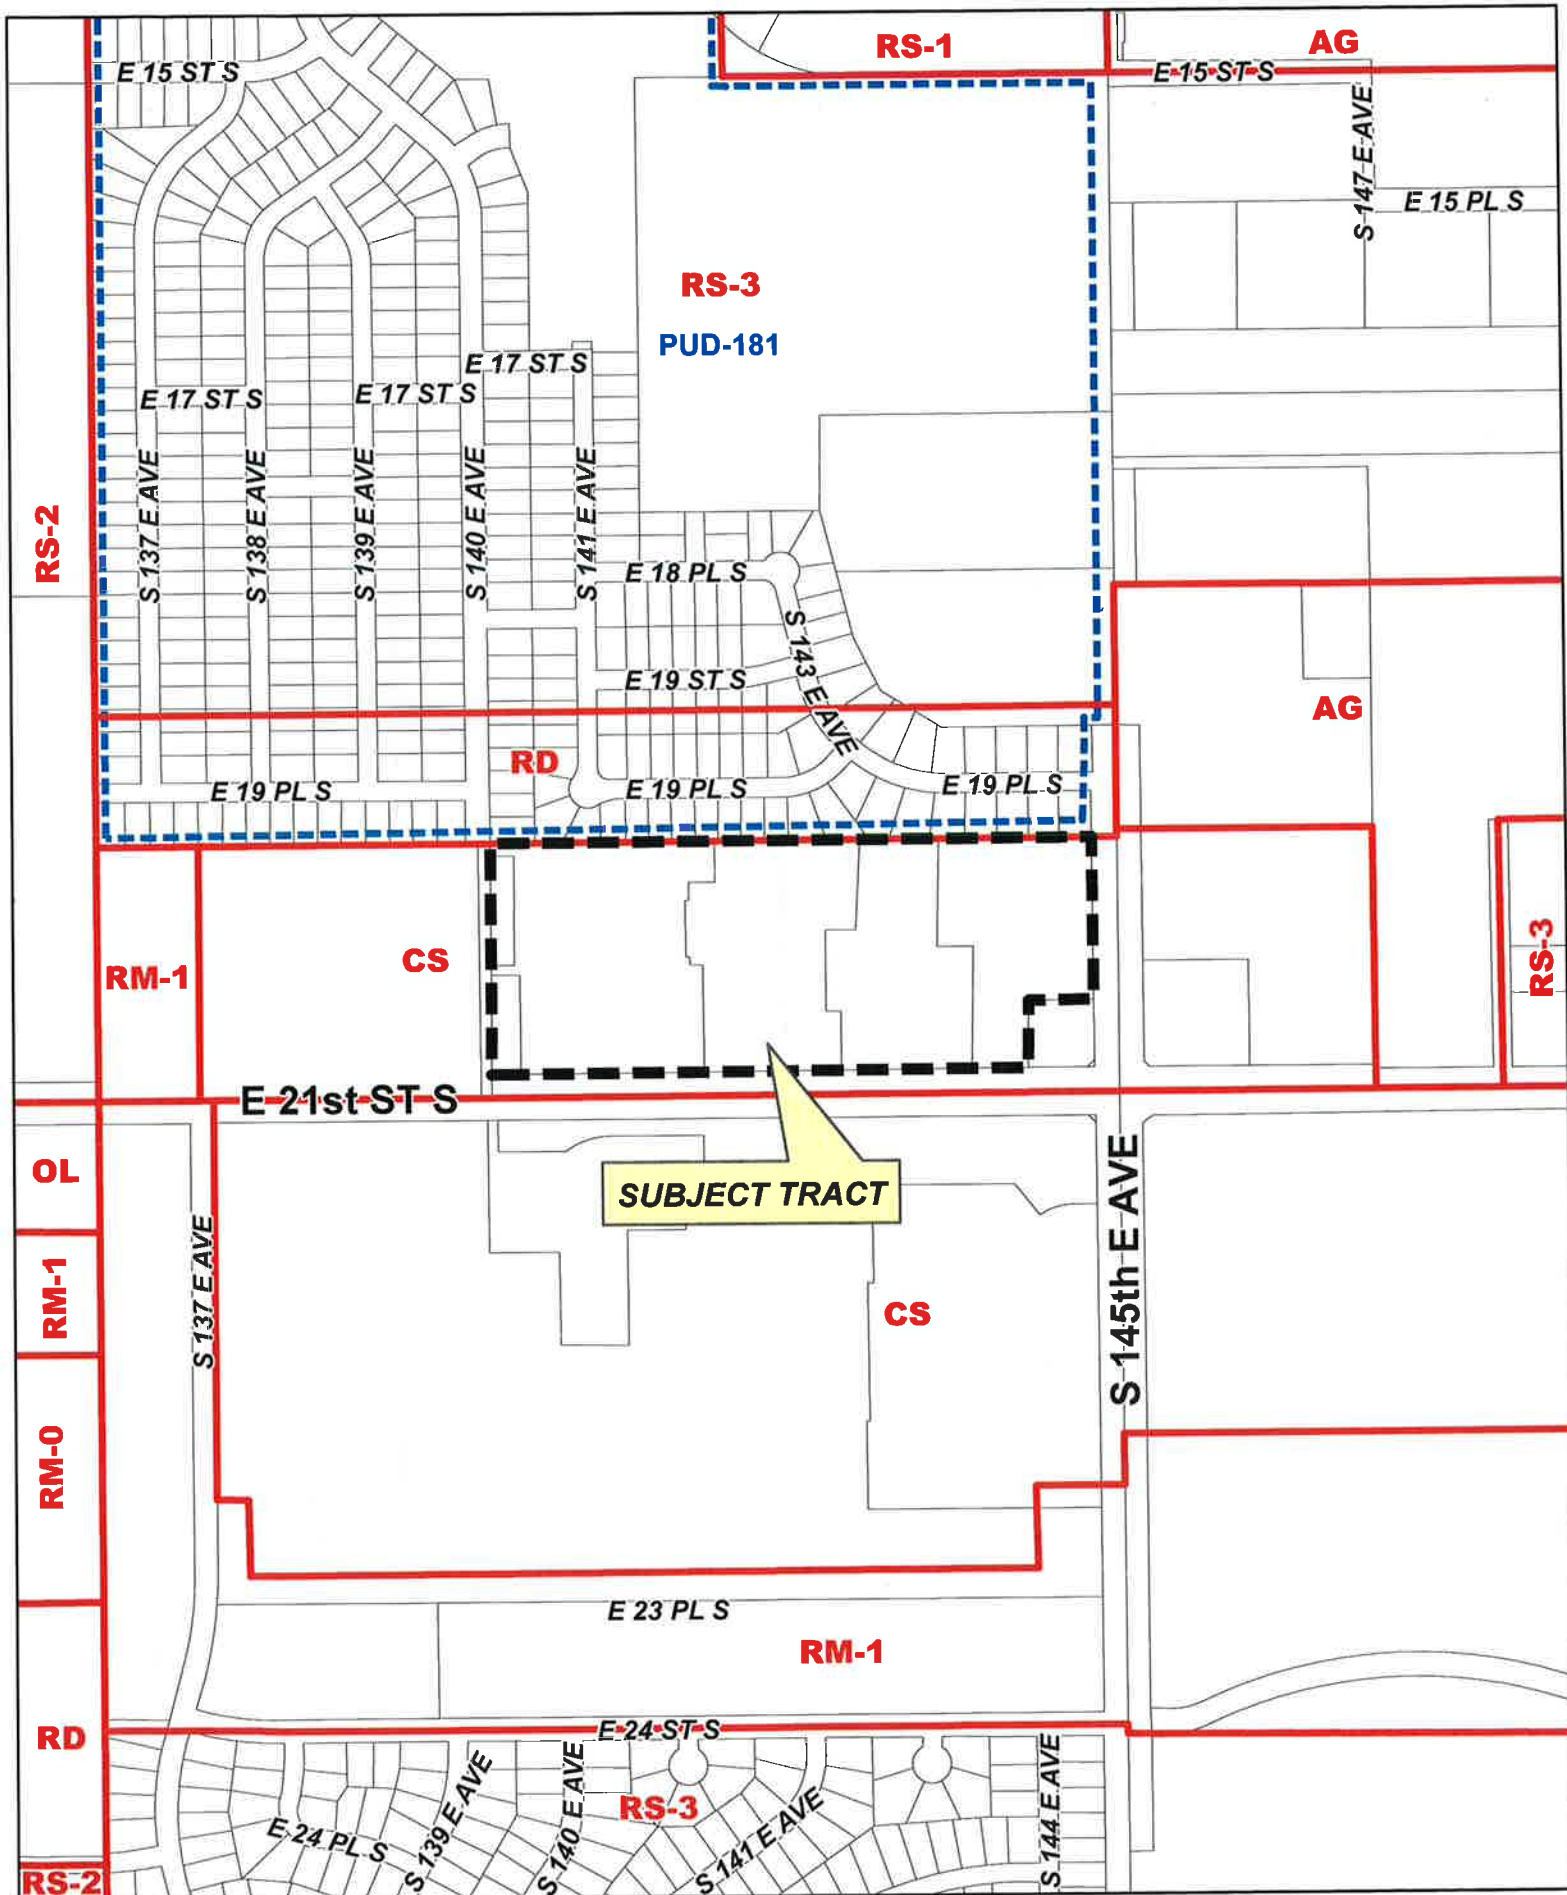 RS-1
AG
E 15 ST S
E 15 ST S
S 147 E AVE
E 15 PL S
RS-3
PUD-181
E 17 ST S
E 17 ST S
E 17 ST S
RS-2
S 137 E AVE
S 138 E AVE
S 139 E AVE
S 140 E AVE
S 141 E AVE
E 18 PL S
S 143 E AVE
E 19 ST S
AG
RD
E 19 PL S
E 19 PL S
E 19 PL S
RM-1
CS
RS-3
E 21st ST S
OL
SUBJECT TRACT
S 137 E AVE
RM-1
CS
S 145th E AVE
RM-0
E 23 PL S
RM-1
RD
E 24 ST S
RS-3
E 24 PL S
S 139 E AVE
S 140 E AVE
S 141 E AVE
S 144 E AVE
RS-2